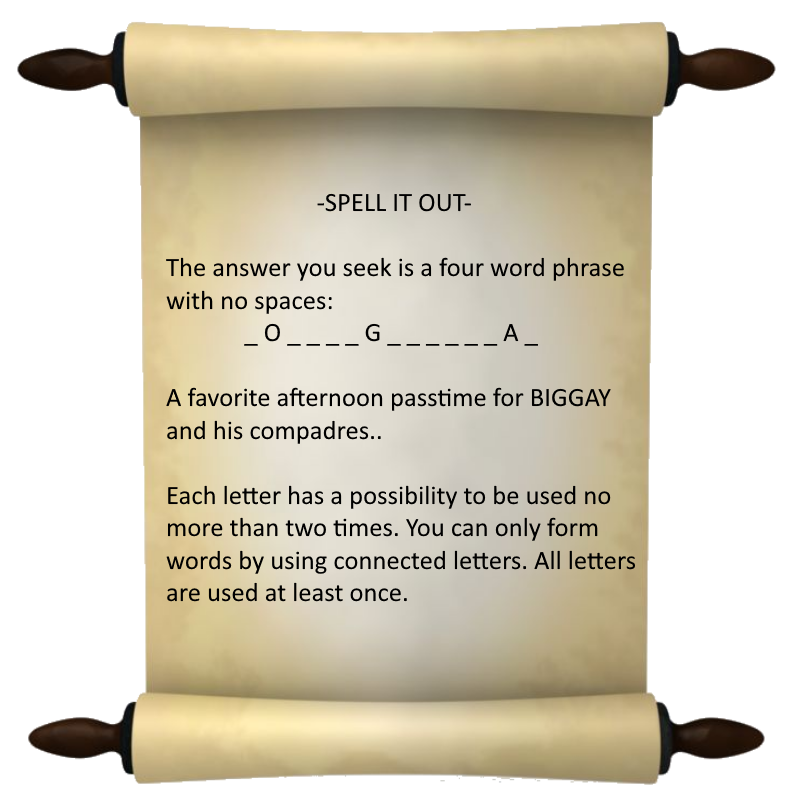 -SPELL IT OUT-
The answer you seek is a four word phrase
with no spaces:
_ O _ _ _ _ G _ _ _ _ _ _ A _
A favorite afternoon passtime for BIGGAY
and his compadres..
Each letter has a possibility to be used no
more than two times. You can only form
words by using connected letters. All letters
are used at least once.